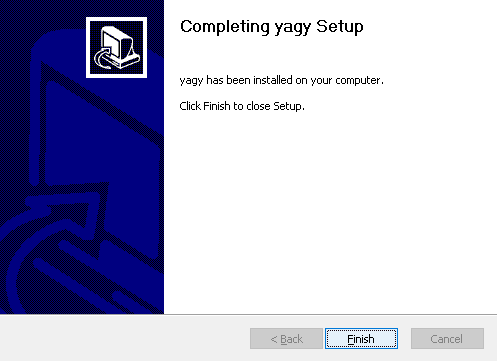 Completing yagy Setup
yagy has been installed on your computer.
Click Finish to close Setup.
< Back
Finish
Cancel